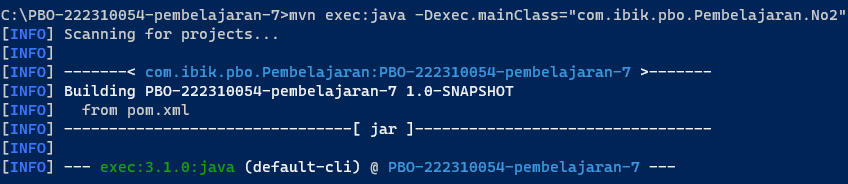 C:\PBO-222310054-pembelajaran-7>mvn exec:java -Dexec.mainClass="com.ibik.pbo.Pembelajaran.No2"
[INFO] Scanning for projects...
[INFO]
[INFO] -------< com.ibik.pbo.Pembelajaran:PBO-222310054-pembelajaran-7 >-------
[INFO] Building PBO-222310054-pembelajaran-7 1.0-SNAPSHOT
[INFO]   from pom.xml
[INFO] --------------------------------[ jar ]---------------------------------
[INFO]
[INFO] --- exec:3.1.0:java (default-cli) @ PBO-222310054-pembelajaran-7 ---